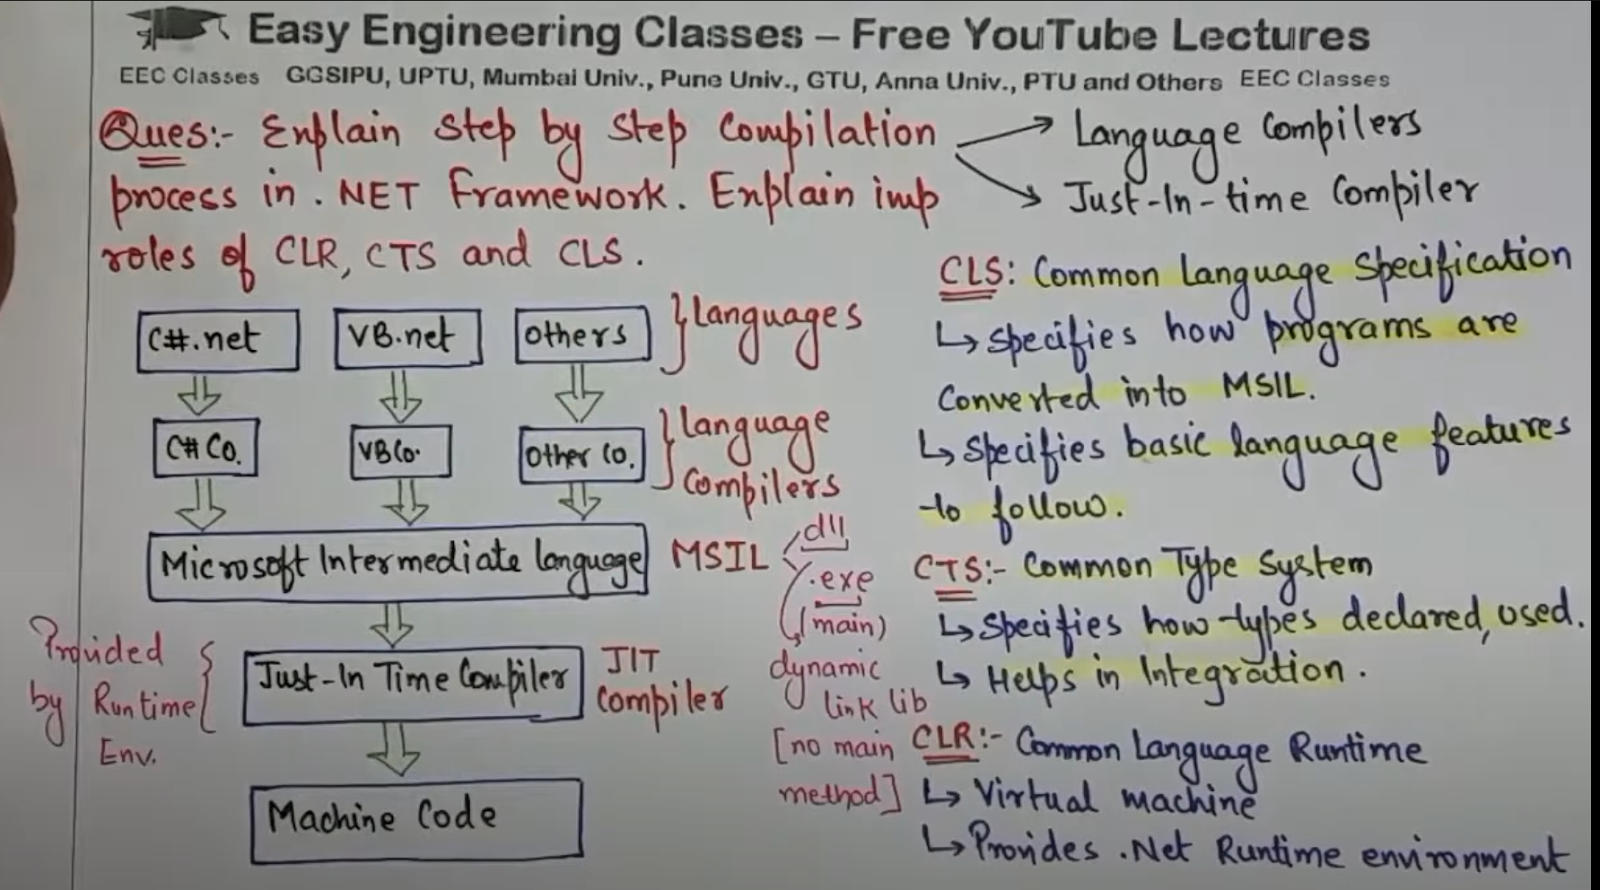 Easy Engineering Classes – Free YouTube Lectures
EEC Classes GGSIPU, UPTU, Mumbai Univ., Pune Univ., GTU, Anna Univ., PTU and Others EEC Classes
Ques:- Explain Step by Step Compilation
process in .NET Framework. Explain imp
roles of CLR, CTS and CLS.
Language Compilers
Just-In-time Compiler
C#.net
VB.net
Others
Languages
C# Co.
VB Co.
Other Co.
Language
Compilers
Microsoft Intermediate language
MSIL
.dll
.exe
(main)
dynamic
link lib
[no main
method]
Provided
by Runtime
Env.
Just-In Time Compiler
JIT
Compiler
Machine Code
CLS: Common Language Specification
↳ Specifies how programs are
Converted into MSIL.
↳ Specifies basic language features
to follow.
CTS:- Common Type System
↳ Specifies how types declared, used.
↳ Helps in Integration.
CLR:- Common Language Runtime
↳ Virtual machine
↳ Provides .Net Runtime environment